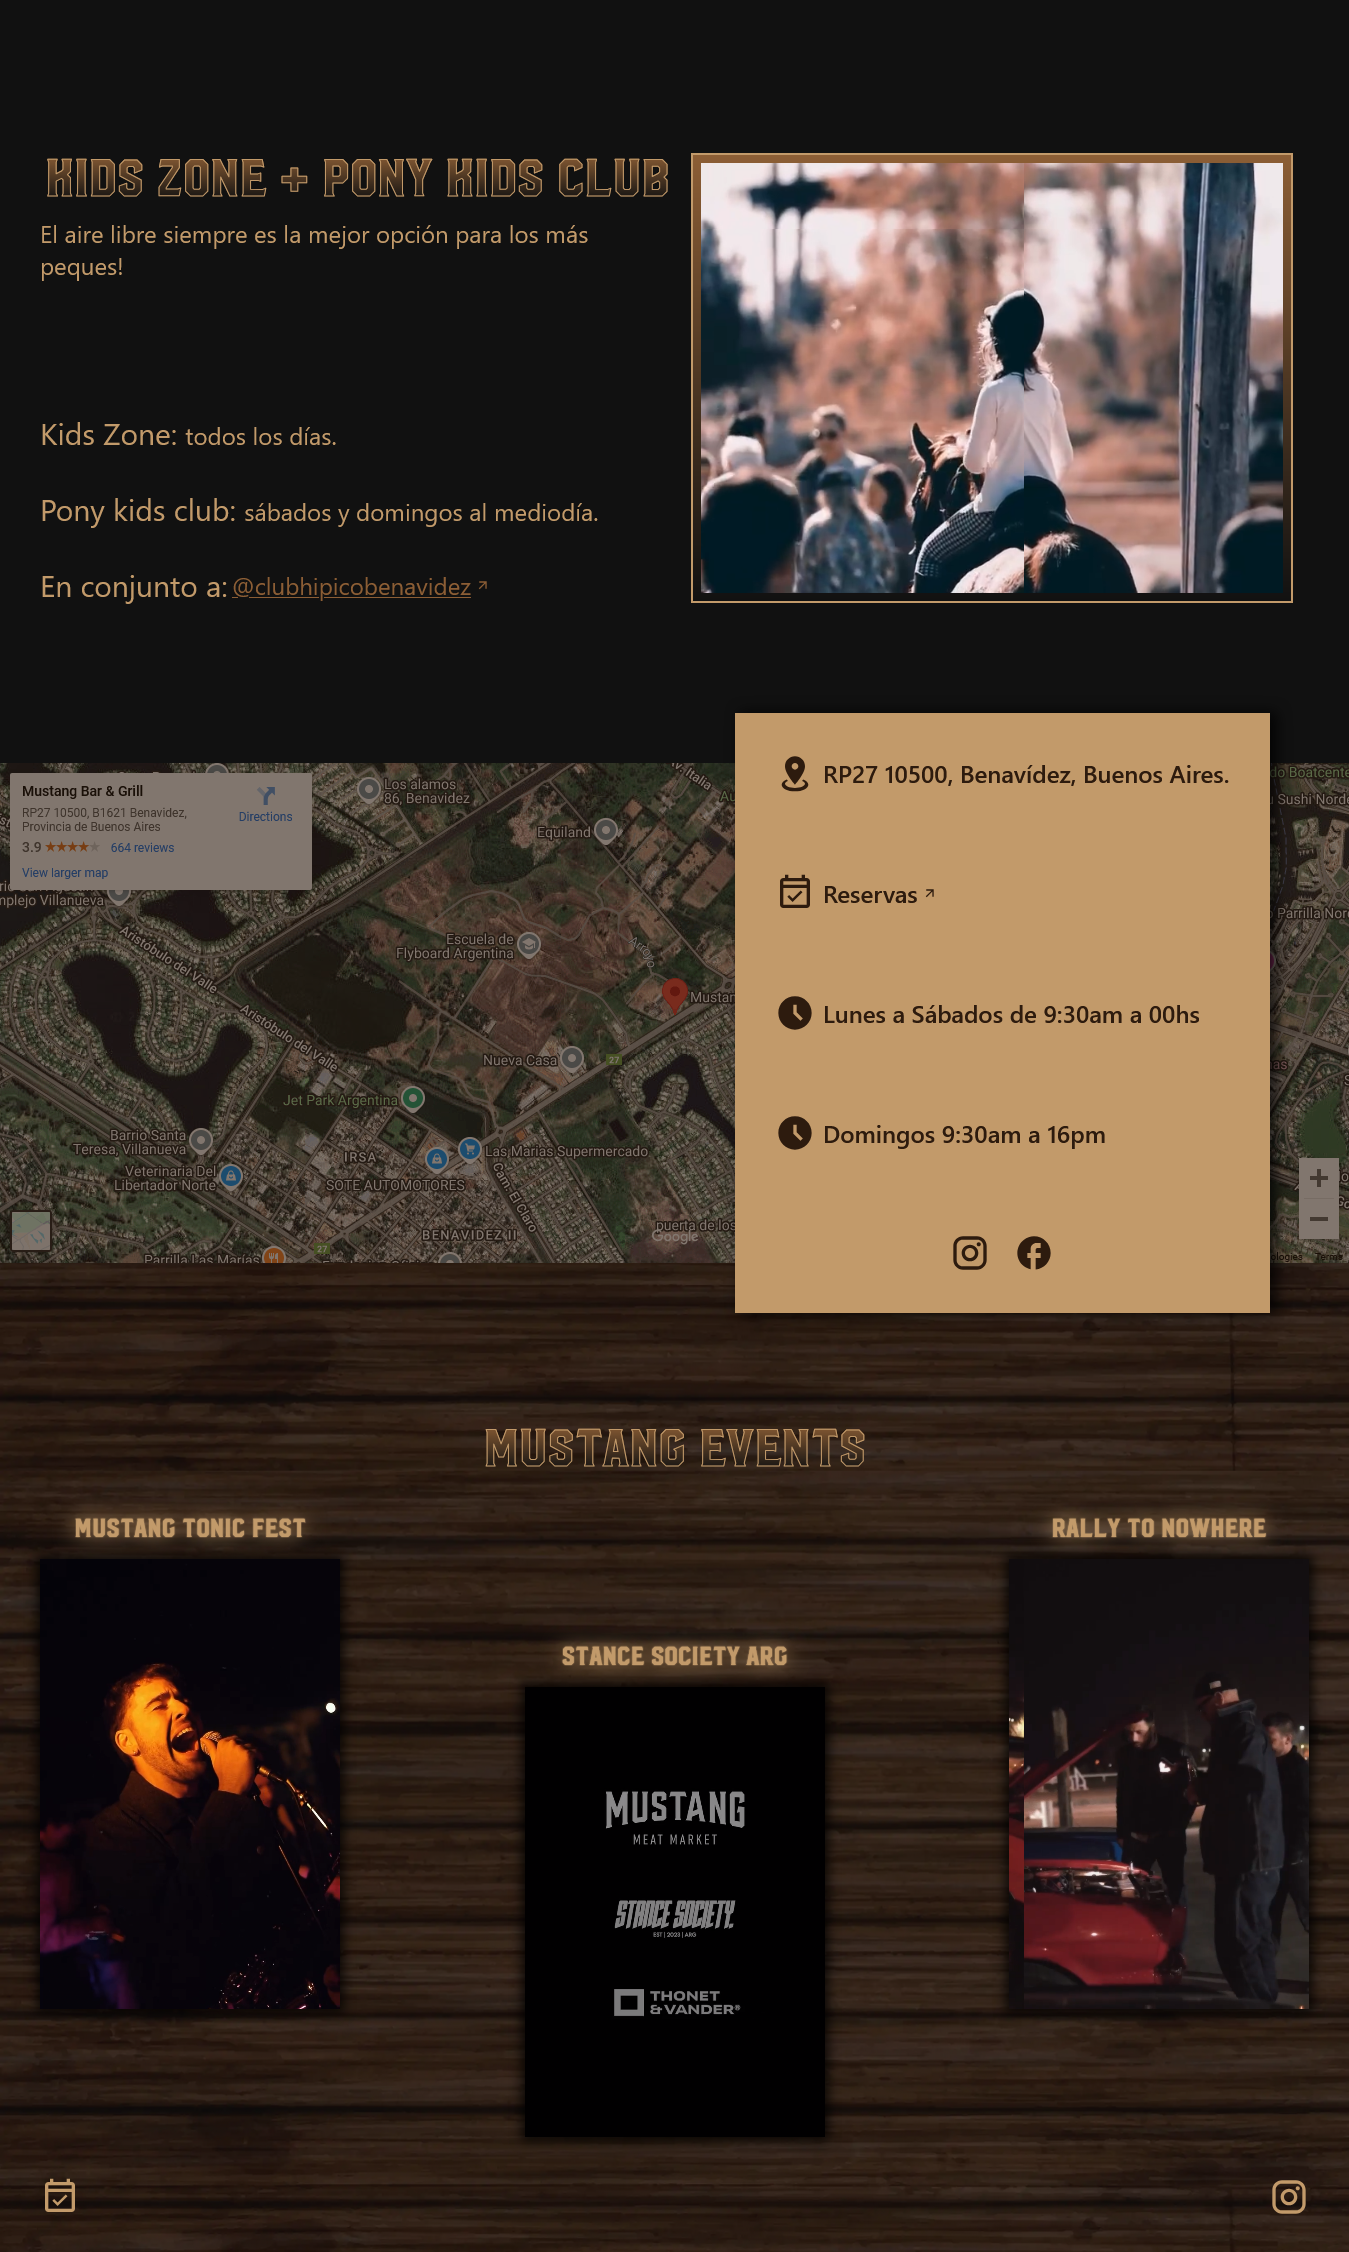 KIDS ZONE + PONY KIDS CLUB
El aire libre siempre es la mejor opción para los más
peques!
Kids Zone: todos los días.
Pony kids club: sábados y domingos al mediodía.
En conjunto a: @clubhipicobenavidez
RP27 10500, Benavídez, Buenos Aires.
Reservas
Lunes a Sábados de 9:30am a 00hs
Domingos 9:30am a 16pm
Mustang Bar & Grill
RP27 10500, B1621 Benavidez,
Provincia de Buenos Aires
Directions
3.9
664 reviews
View larger map
Los alamos
86, Benavidez
Equiland
Villanueva
Aristóbulo del Valle
Aristóbulo del Valle
Escuela de
Flyboard Argentina
Arroyo
Nueva Casa
27
Jet Park Argentina
Barrio Santa
Teresa, Villanueva
Veterinaria Del
Libertador Norte
IRSA
Las Marías Supermercado
SOTE AUTOMOTORES
Cam. El Claro
BENAVIDEZ II
puerta de los
Google
27
Parrilla Las Marías
Sushi
Parrilla
Terms
MUSTANG EVENTS
MUSTANG TONIC FEST
RALLY TO NOWHERE
STANCE SOCIETY ARG
MUSTANG
MEAT MARKET
STANCE SOCIETY.
EST | 2023 | ARG
THONET
&VANDER®